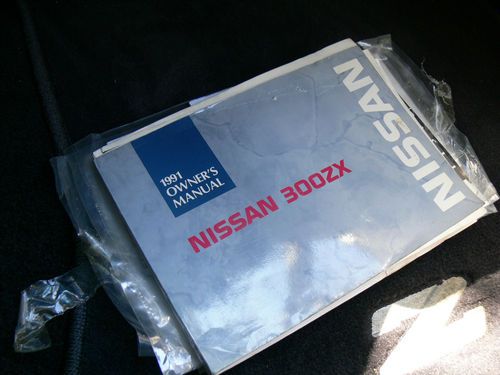 1991
OWNER'S
MANUAL
NISSAN 300ZX
NISSAN